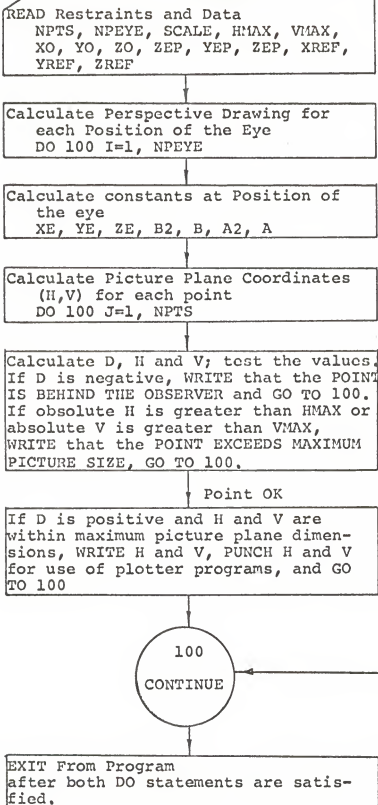 READ Restraints and Data
NPTS, NPEYE, SCALE, HMAX, VMAX,
XO, YO, ZO, ZEP, YEP, ZEP, XREF,
YREF, ZREF
Calculate Perspective Drawing for
each Position of the Eye
DO 100 I=1, NPEYE
Calculate constants at Position of
the eye
XE, YE, ZE, B2, B, A2, A
Calculate Picture Plane Coordinates
(H,V) for each point
DO 100 J=1, NPTS
Calculate D, H and V; test the values.
If D is negative, WRITE that the POINT
IS BEHIND THE OBSERVER and GO TO 100.
If absolute H is greater than HMAX or
absolute V is greater than VMAX,
WRITE that the POINT EXCEEDS MAXIMUM
PICTURE SIZE, GO TO 100.
Point OK
If D is positive and H and V are
within maximum picture plane dimen-
sions, WRITE H and V, PUNCH H and V
for use of plotter programs, and GO
TO 100
100
CONTINUE
EXIT From Program
after both DO statements are satis-
fied.